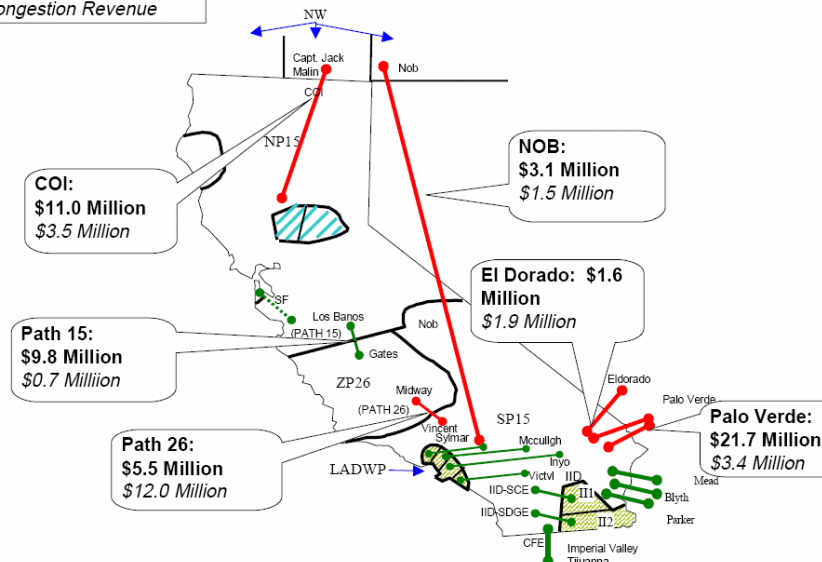 ongestion Revenue
NW
Capt. Jack
Malin
Nob
COI
NP15
NOB:
$3.1 Million
$1.5 Million
COI:
$11.0 Million
$3.5 Million
El Dorado: $1.6
Million
$1.9 Million
SF
Los Banos
(PATH 15)
Nob
Gates
Path 15:
$9.8 Million
$0.7 Milliion
ZP26
Midway
(PATH 26)
Eldorado
Palo Verde
SP15
Vincent
Sylmar
Palo Verde:
$21.7 Million
$3.4 Million
Path 26:
$5.5 Million
$12.0 Million
Mccullgh
Inyo
LADWP
Victvl
IID
Mead
IID-SCE
II1
Blyth
IID-SDGE
II2
Parker
CFE
Imperial Valley
Tijuanna